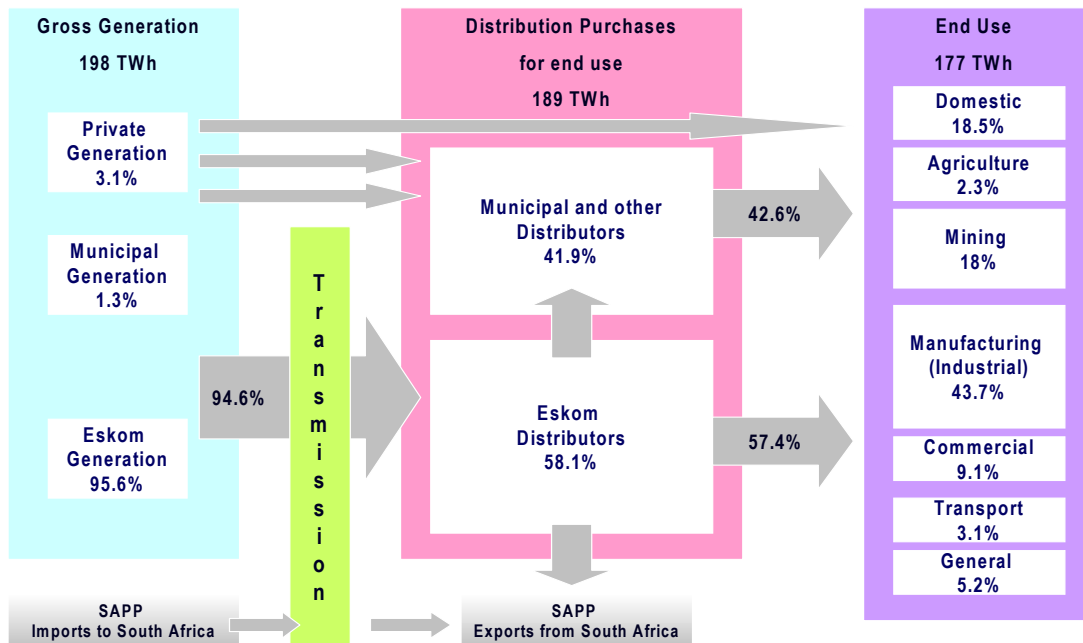 Gross Generation
198 TWh
Private
Generation
3.1%
Municipal
Generation
1.3%
Eskom
Generation
95.6%
94.6%
Transmission
Distribution Purchases
for end use
189 TWh
Municipal and other
Distributors
41.9%
Eskom
Distributors
58.1%
42.6%
57.4%
End Use
177 TWh
Domestic
18.5%
Agriculture
2.3%
Mining
18%
Manufacturing
(Industrial)
43.7%
Commercial
9.1%
Transport
3.1%
General
5.2%
SAPP
Imports to South Africa
SAPP
Exports from South Africa